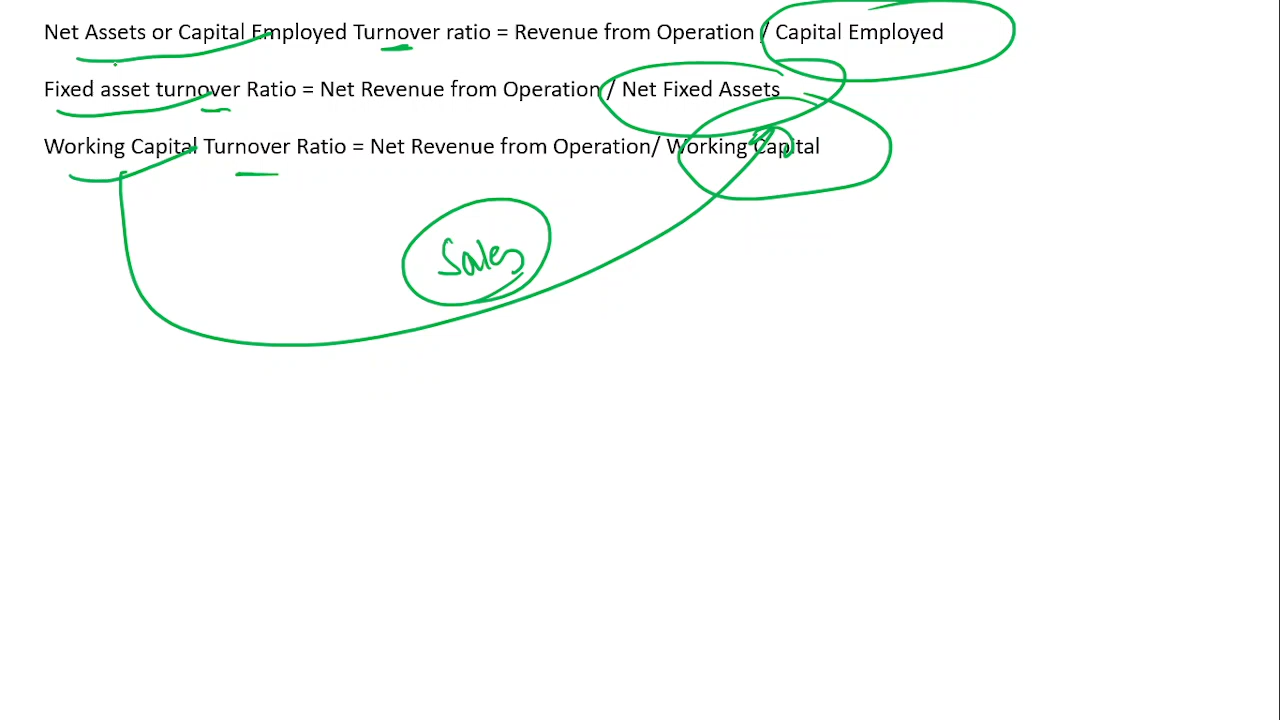 Net Assets or Capital Employed Turnover ratio = Revenue from Operation / Capital Employed
Fixed asset turnover Ratio = Net Revenue from Operation / Net Fixed Assets
Working Capital Turnover Ratio = Net Revenue from Operation/ Working Capital
Sales